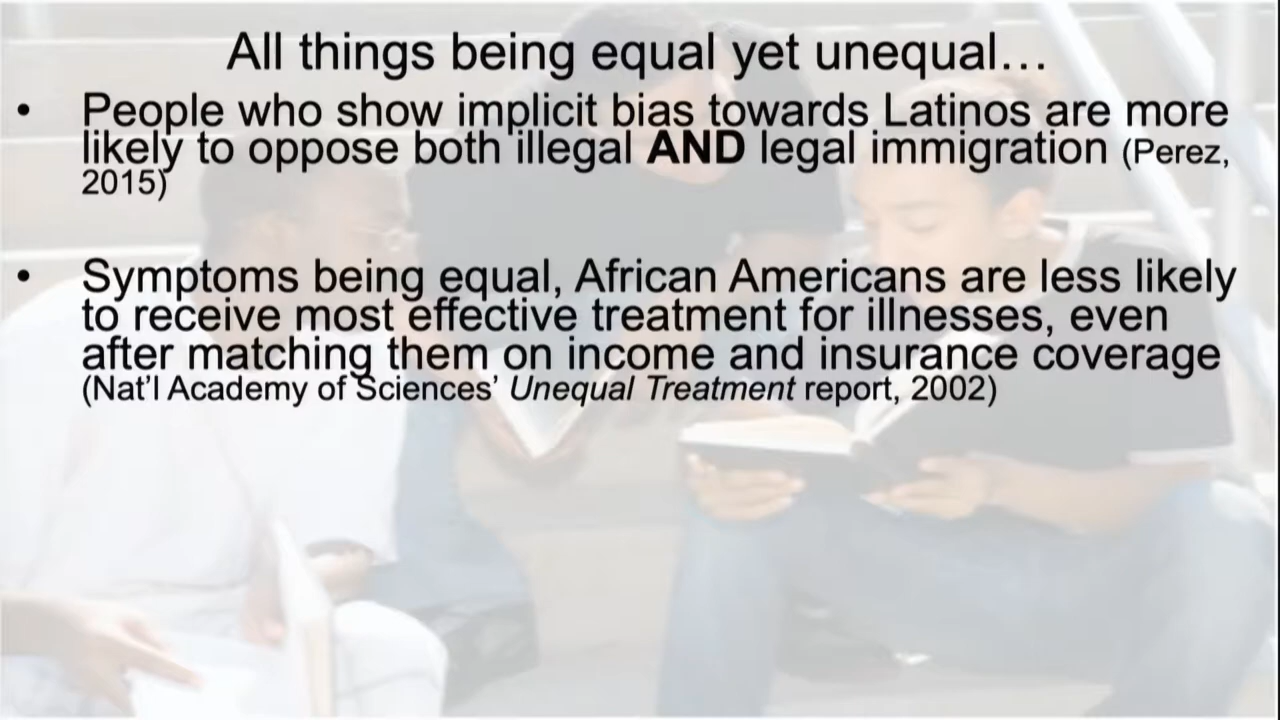 All things being equal yet unequal…
• People who show implicit bias towards Latinos are more
likely to oppose both illegal AND legal immigration (Perez,
2015)
• Symptoms being equal, African Americans are less likely
to receive most effective treatment for illnesses, even
after matching them on income and insurance coverage
(Nat’l Academy of Sciences’ Unequal Treatment report, 2002)